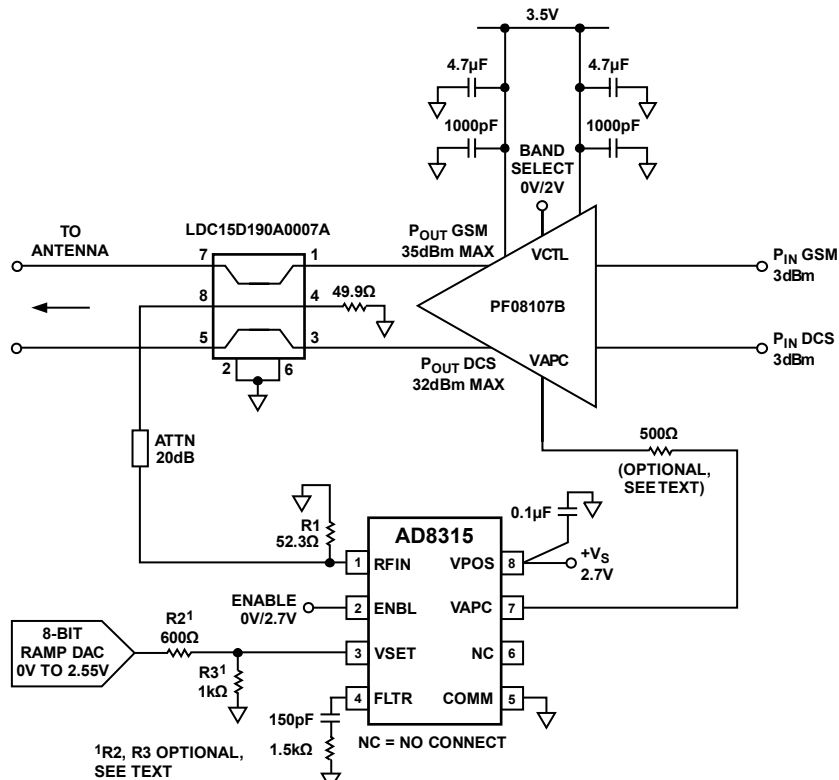 3.5V
4.7µF
4.7µF
1000pF
1000pF
BAND
SELECT
0V/2V
LDC15D190A0007A
TO
ANTENNA
7
1
P_OUT GSM
35dBm MAX
VCTL
P_IN GSM
3dBm
8
4
49.9Ω
PF08107B
5
3
2
6
P_OUT DCS
32dBm MAX
VAPC
P_IN DCS
3dBm
ATTN
20dB
500Ω
(OPTIONAL,
SEE TEXT)
R1
52.3Ω
AD8315
0.1µF
1
RFIN
VPOS
8
+V_S
2.7V
ENABLE
0V/2.7V
2
ENBL
VAPC
7
8-BIT
RAMP DAC
0V TO 2.55V
R2¹
600Ω
3
VSET
NC
6
R3¹
1kΩ
4
FLTR
COMM
5
150pF
1.5kΩ
NC = NO CONNECT
¹R2, R3 OPTIONAL,
SEE TEXT